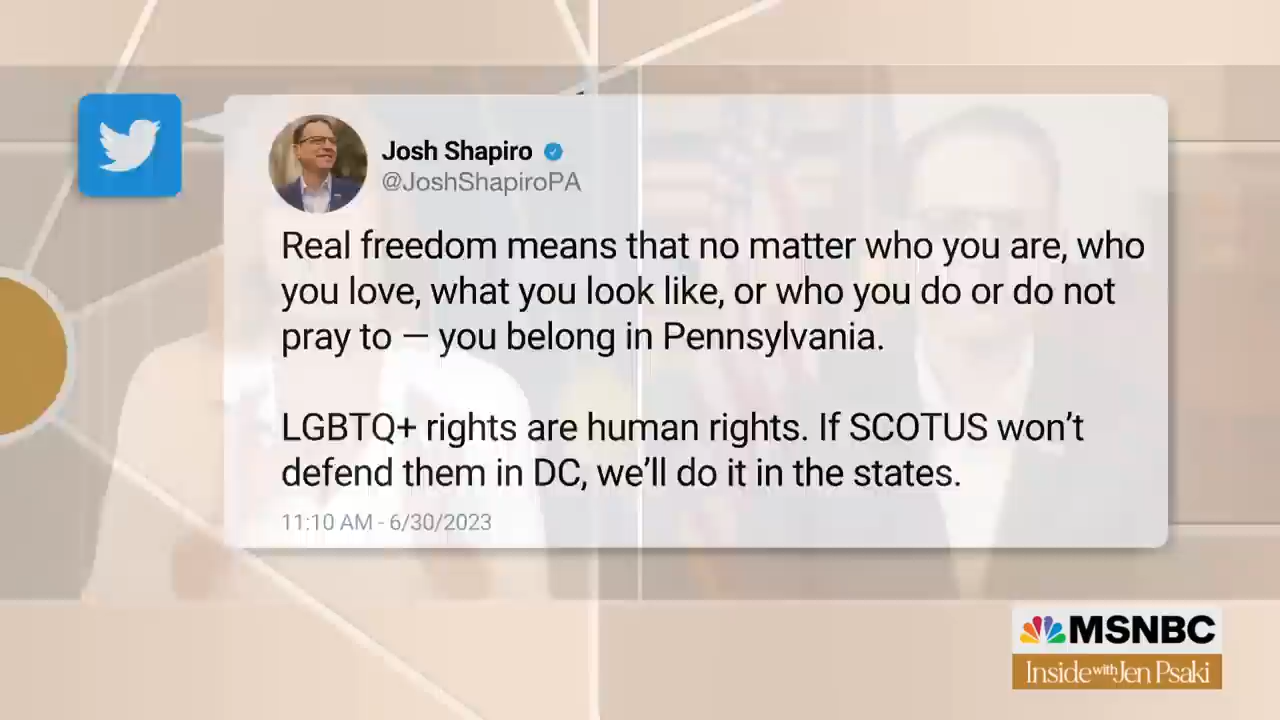 Josh Shapiro
@JoshShapiroPA
Real freedom means that no matter who you are, who
you love, what you look like, or who you do or do not
pray to — you belong in Pennsylvania.
LGBTQ+ rights are human rights. If SCOTUS won’t
defend them in DC, we’ll do it in the states.
11:10 AM - 6/30/2023
MSNBC
Inside with Jen Psaki